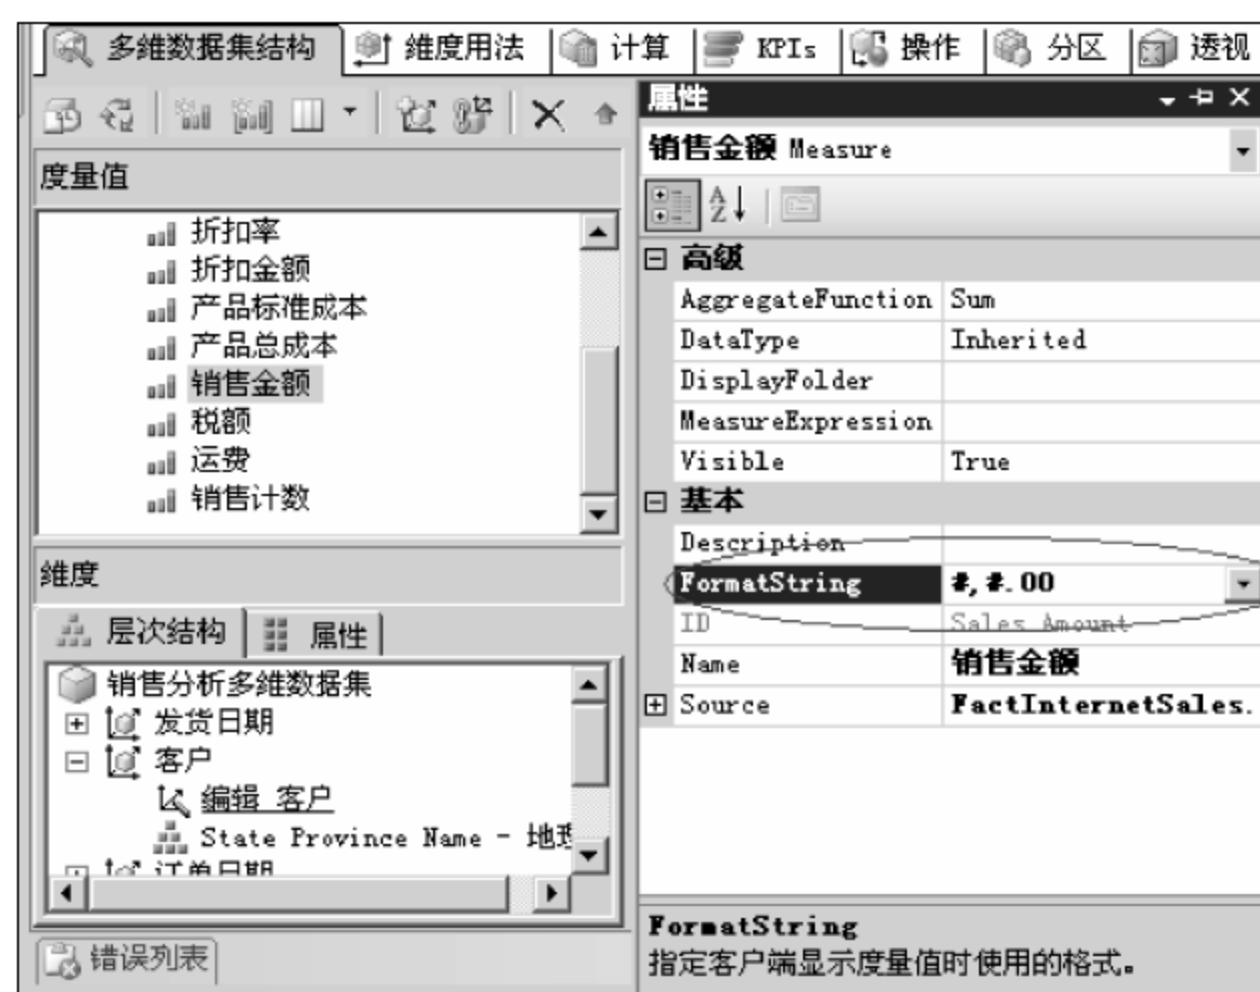 多维数据集结构 维度用法 计算 KPIs 操作 分区 透视
度量值
折扣率
折扣金额
产品标准成本
产品总成本
销售金额
税额
运费
销售计数
维度
层次结构 属性
销售分析多维数据集
发货日期
客户
编辑 客户
State Province Name - 地理
订单日期
错误列表
属性
销售金额 Measure
高级
AggregateFunction Sum
DataType Inherited
DisplayFolder
MeasureExpression
Visible True
基本
Description
FormatString #,#.00
ID Sales Amount
Name 销售金额
Source FactInternetSales.
FormatString
指定客户端显示度量值时使用的格式。